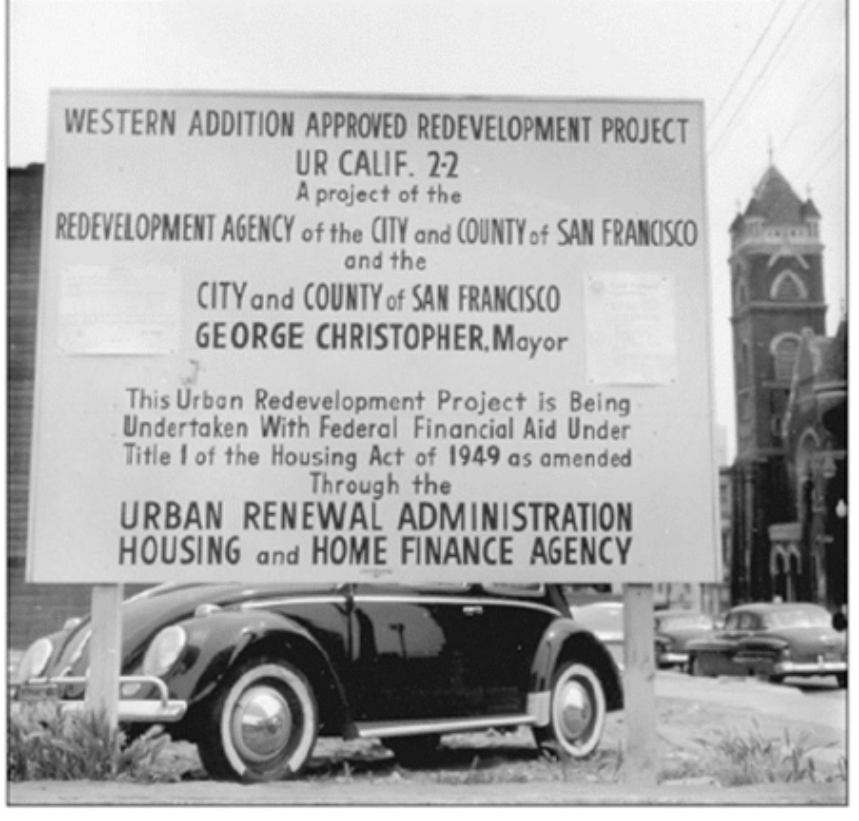 WESTERN ADDITION APPROVED REDEVELOPMENT PROJECT
UR CALIF. 2-2
A project of the
REDEVELOPMENT AGENCY of the CITY and COUNTY of SAN FRANCISCO
and the
CITY and COUNTY of SAN FRANCISCO
GEORGE CHRISTOPHER, Mayor
This Urban Redevelopment Project is Being
Undertaken With Federal Financial Aid Under
Title 1 of the Housing Act of 1949 as amended
Through the
URBAN RENEWAL ADMINISTRATION
HOUSING and HOME FINANCE AGENCY